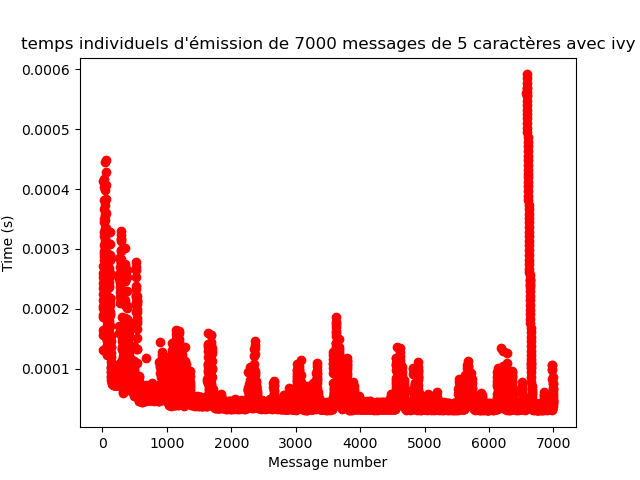 temps individuels d'émission de 7000 messages de 5 caractères avec ivy
0.0006
0.0005
0.0004
0.0003
0.0002
0.0001
Time (s)
0 1000 2000 3000 4000 5000 6000 7000
Message number